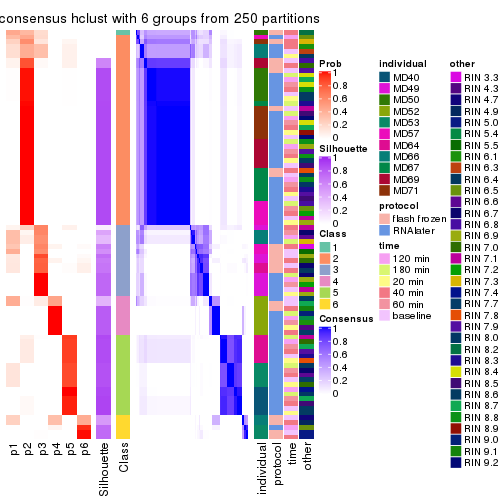 consensus hclust with 6 groups from 250 partitions
Prob
1
0.8
0.6
0.4
0.2
0
Silhouette
1
0.8
0.6
0.4
0.2
0
Class
1
2
3
4
5
6
Consensus
1
0.8
0.6
0.4
0.2
0
individual
MD40
MD49
MD50
MD52
MD53
MD57
MD64
MD66
MD67
MD69
MD71
protocol
flash frozen
RNAlater
time
120 min
180 min
20 min
40 min
60 min
baseline
other
RIN 3.3
RIN 4.3
RIN 4.7
RIN 4.9
RIN 5.0
RIN 5.4
RIN 5.5
RIN 6.1
RIN 6.3
RIN 6.4
RIN 6.5
RIN 6.6
RIN 6.7
RIN 6.8
RIN 6.9
RIN 7.0
RIN 7.1
RIN 7.2
RIN 7.3
RIN 7.4
RIN 7.7
RIN 7.8
RIN 7.9
RIN 8.0
RIN 8.2
RIN 8.3
RIN 8.4
RIN 8.5
RIN 8.6
RIN 8.7
RIN 8.8
RIN 8.9
RIN 9.0
RIN 9.1
RIN 9.2
p1
p2
p3
p4
p5
p6
Silhouette
Class
individual
protocol
time
other